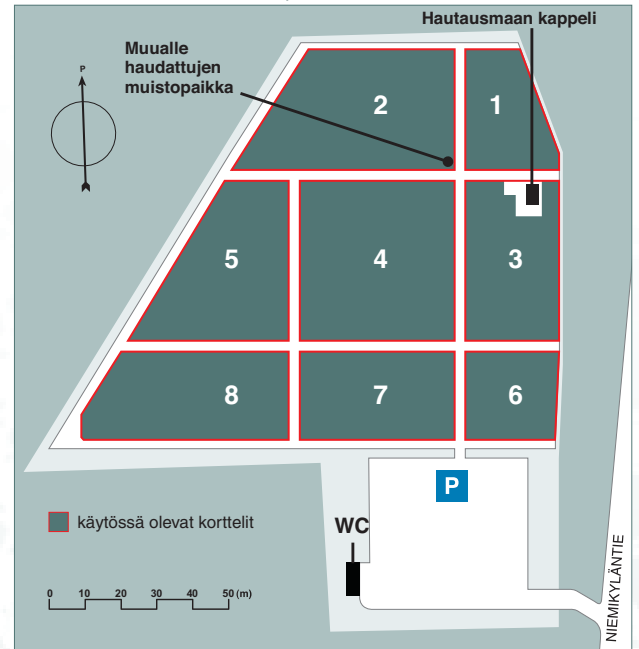 Hautausmaan kappeli
Muualle
haudattujen
muistopaikka
P
2
1
5
4
3
8
7
6
P
käytössä olevat korttelit
WC
0 10 20 30 40 50 (m)
NIEMIKYLÄNTIE